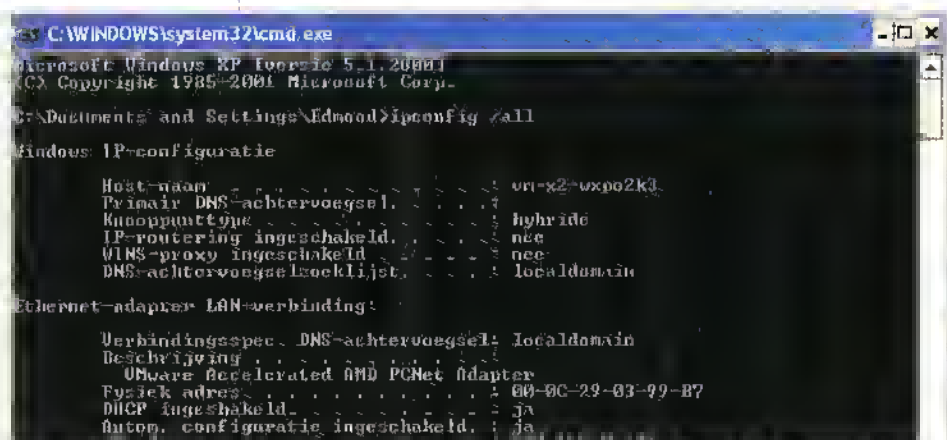 C:\WINDOWS\system32\cmd.exe
Microsoft Windows XP [versie 5.1.2600]
(C) Copyright 1985-2001 Microsoft Corp.
C:\Documents and Settings\Edmond>ipconfig /all
Windows IP-configuratie
Host-naam . . . . . . . . . . . : vm-x2-wxpo2k3
Primair DNS-achtervoegsel. . . . :
Knooppunttype . . . . . . . . . : hybride
IP-routering ingeschakeld. . . . : nee
WINS-proxy ingeschakeld . . . . : nee
DNS-achtervoegselzoeklijst. . . . : localdomain
Ethernet-adapter LAN-verbinding:
Verbindingsspec. DNS-achtervoegsel: localdomain
Beschrijving . . . . . . . . . . :
VMware Accelerated AMD PCNet Adapter
Fysiek adres. . . . . . . . . . : 00-0C-29-03-99-B7
DHCP ingeschakeld. . . . . . . . : ja
Autom. configuratie ingeschakeld. : ja